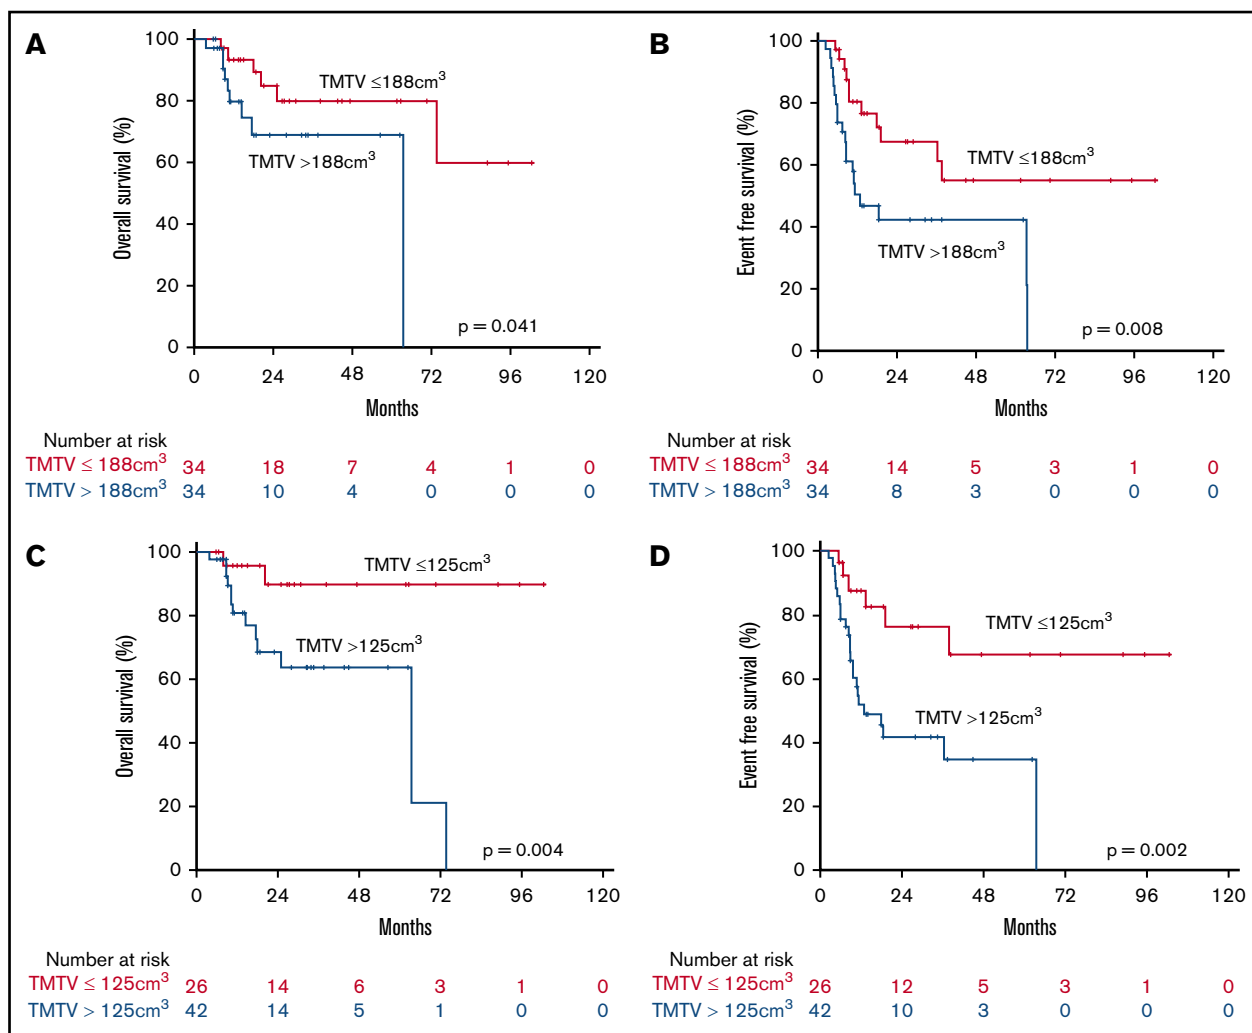 A
100
80
60
40
20
0
Overall survival (%)
TMTV ≤188cm³
TMTV >188cm³
p = 0.041
0 24 48 72 96 120
Months
Number at risk
TMTV ≤ 188cm³ 34 18 7 4 1 0
TMTV > 188cm³ 34 10 4 0 0 0
B
100
80
60
40
20
0
Event free survival (%)
TMTV ≤188cm³
TMTV >188cm³
p = 0.008
0 24 48 72 96 120
Months
Number at risk
TMTV ≤ 188cm³ 34 14 5 3 1 0
TMTV > 188cm³ 34 8 3 0 0 0
C
100
80
60
40
20
0
Overall survival (%)
TMTV ≤125cm³
TMTV >125cm³
p = 0.004
0 24 48 72 96 120
Months
Number at risk
TMTV ≤ 125cm³ 26 14 6 3 1 0
TMTV > 125cm³ 42 14 5 1 0 0
D
100
80
60
40
20
0
Event free survival (%)
TMTV ≤125cm³
TMTV >125cm³
p = 0.002
0 24 48 72 96 120
Months
Number at risk
TMTV ≤ 125cm³ 26 12 5 3 1 0
TMTV > 125cm³ 42 10 3 0 0 0